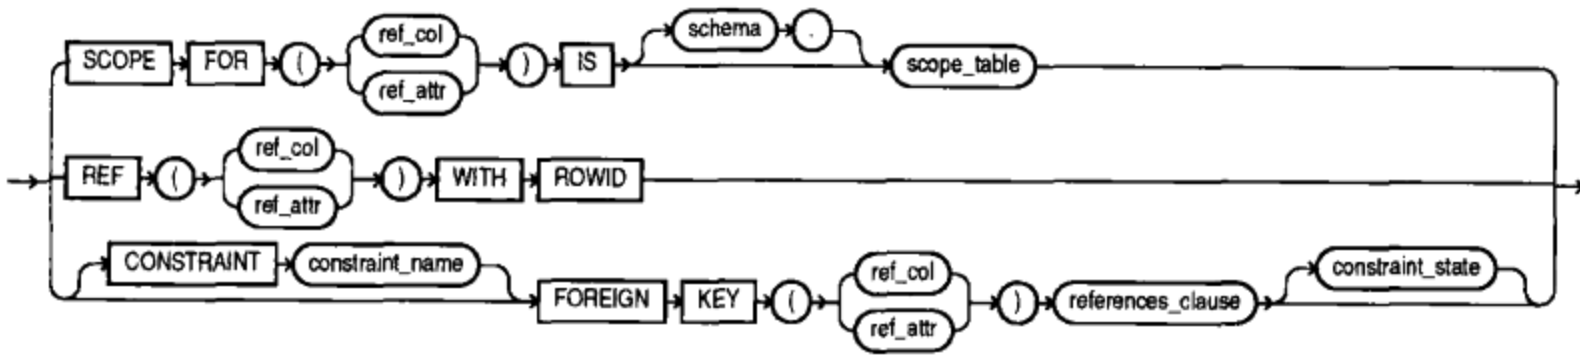 schema .
ref_col
SCOPE FOR ( ) IS scope_table
ref_attr
ref_col
REF ( ) WITH ROWID
ref_attr
CONSTRAINT constraint_name ref_col constraint_state
FOREIGN KEY ( ) references_clause
ref_attr